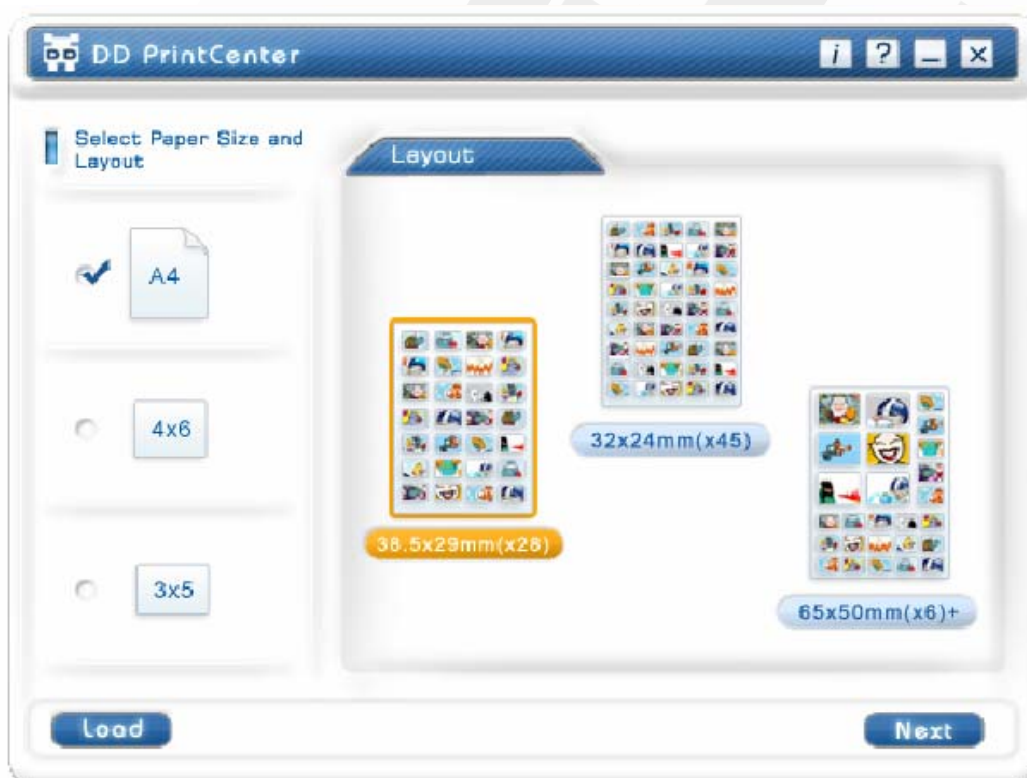 DD PrintCenter
i ? _ x
Select Paper Size and
Layout
Layout
A4
4x6
3x5
32x24mm(x45)
38.5x29mm(x28)
65x50mm(x6)+
Load
Next